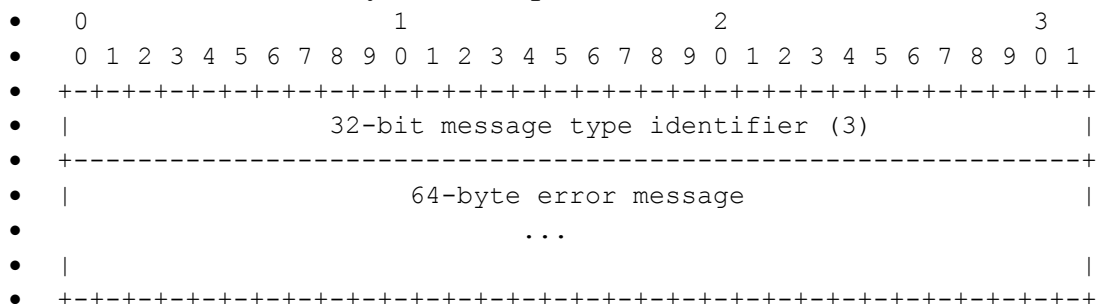 •  0                   1                   2                   3
•  0 1 2 3 4 5 6 7 8 9 0 1 2 3 4 5 6 7 8 9 0 1 2 3 4 5 6 7 8 9 0 1
• +-+-+-+-+-+-+-+-+-+-+-+-+-+-+-+-+-+-+-+-+-+-+-+-+-+-+-+-+-+-+-+-+
• |                32-bit message type identifier (3)             |
• +---------------------------------------------------------------+
• |                     64-byte error message                     |
•                              ...
• |                                                               |
• +-+-+-+-+-+-+-+-+-+-+-+-+-+-+-+-+-+-+-+-+-+-+-+-+-+-+-+-+-+-+-+-+